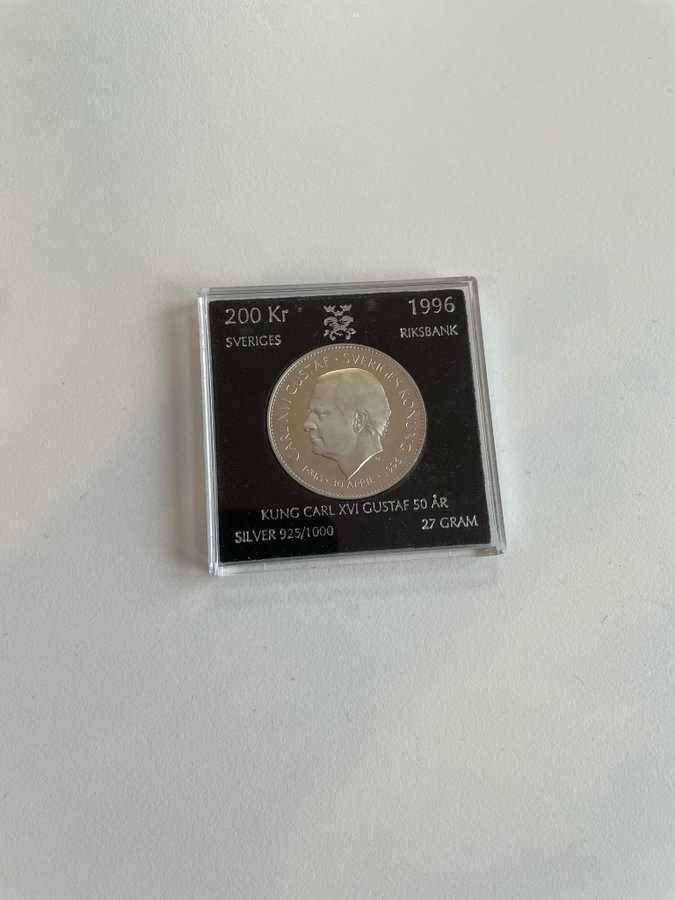 200 Kr 1996
SVERIGES RIKSBANK
CARL XVI GUSTAF · SVERIGES KONUNG
1946 · 30 APRIL · 1996
KUNG CARL XVI GUSTAF 50 ÅR
SILVER 925/1000 27 GRAM